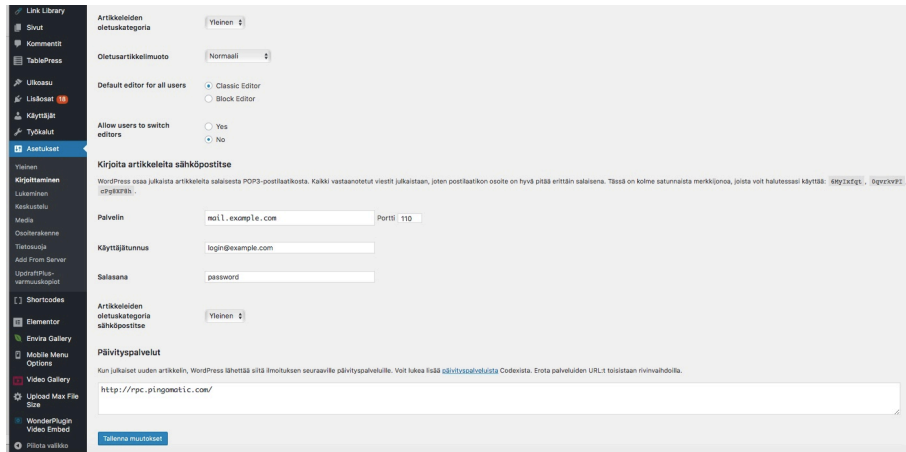 Link Library
Sivut
Kommentit
TablePress
Ulkoasu
Lisäosat 18
Käyttäjät
Työkalut
Asetukset
Yleinen
Kirjoittaminen
Lukeminen
Keskustelu
Media
Osoiterakenne
Tietosuoja
Add From Server
UpdraftPlus-
varmuuskopiot
[ ] Shortcodes
Elementor
Envira Gallery
Mobile Menu
Options
Video Gallery
Upload Max File
Size
WonderPlugin
Video Embed
Piilota valikko
Artikkeleiden
oletuskategoria
Yleinen
Oletusartikkelimuoto
Normaali
Default editor for all users
Classic Editor
Block Editor
Allow users to switch
editors
Yes
No
Kirjoita artikkeleita sähköpostitse
WordPress osaa julkaista artikkeleita salaisesta POP3-postilaatikosta. Kaikki vastaanotetut viestit julkaistaan, joten postilaatikon osoite on hyvä pitää erittäin salaisena. Tässä on kolme satunnaista merkkijonoa, joista voit halutessasi käyttää:
Palvelin
mail.example.com
Portti 110
Käyttäjätunnus
login@example.com
Salasana
password
Artikkeleiden
oletuskategoria
sähköpostitse
Yleinen
Päivityspalvelut
Kun julkaiset uuden artikkelin, WordPress lähettää siitä ilmoituksen seuraaville päivityspalveluille. Voit lukea lisää päivityspalveluista Codexista. Erota palveluiden URL:t toisistaan rivinvaihdoilla.
http://rpc.pingomatic.com/
Tallenna muutokset